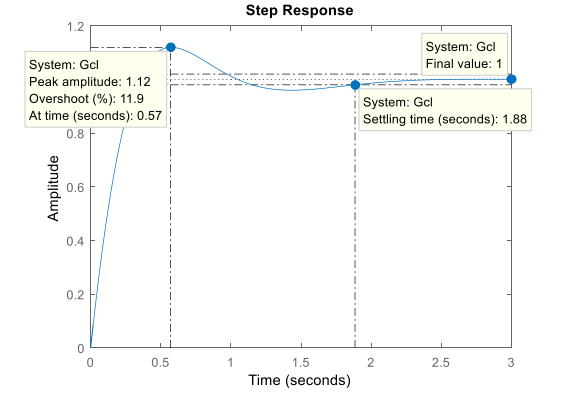 Step Response
System: Gcl
Peak amplitude: 1.12
Overshoot (%): 11.9
At time (seconds): 0.57
System: Gcl
Final value: 1
System: Gcl
Settling time (seconds): 1.88
Amplitude
1.2
0.8
0.6
0.4
0.2
0
0
0.5
1
1.5
2
2.5
3
Time (seconds)